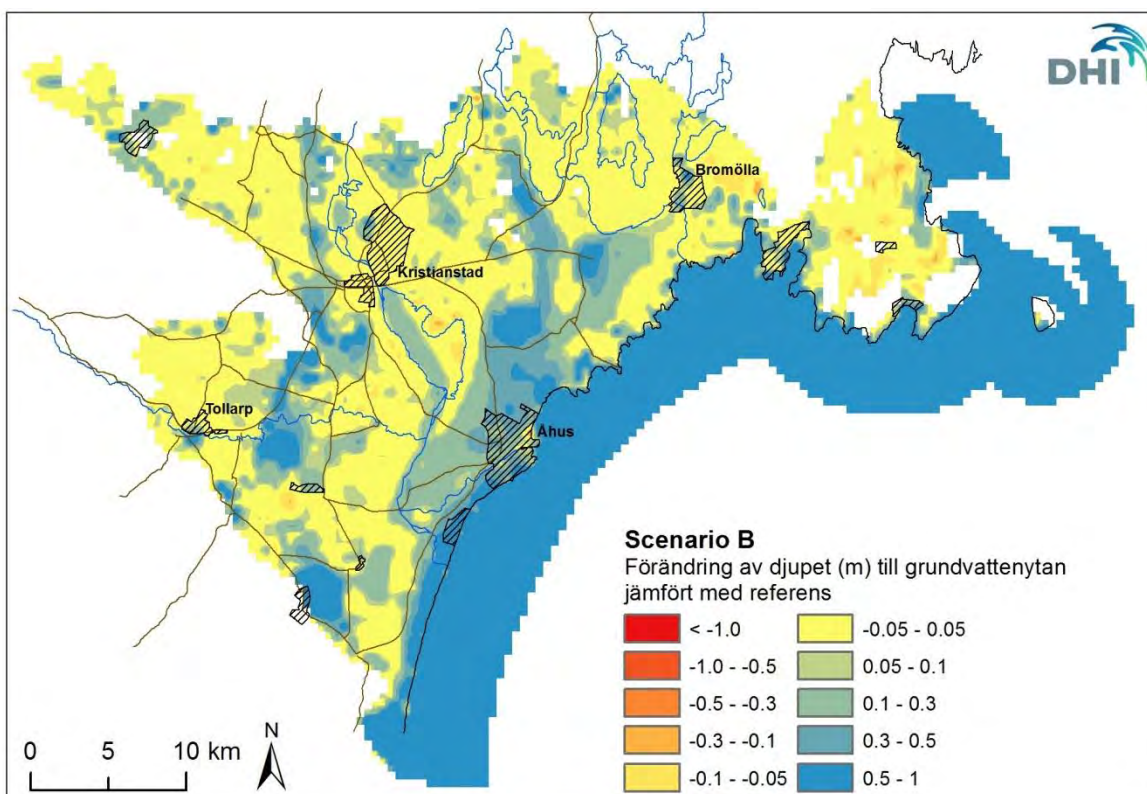 DHI
Bromölla
Kristianstad
Tollarp
Åhus
Scenario B
Förändring av djupet (m) till grundvattenytan
jämfört med referens
< -1.0
-0.05 - 0.05
-1.0 - -0.5
0.05 - 0.1
-0.5 - -0.3
0.1 - 0.3
-0.3 - -0.1
0.3 - 0.5
-0.1 - -0.05
0.5 - 1
0 5 10 km
N